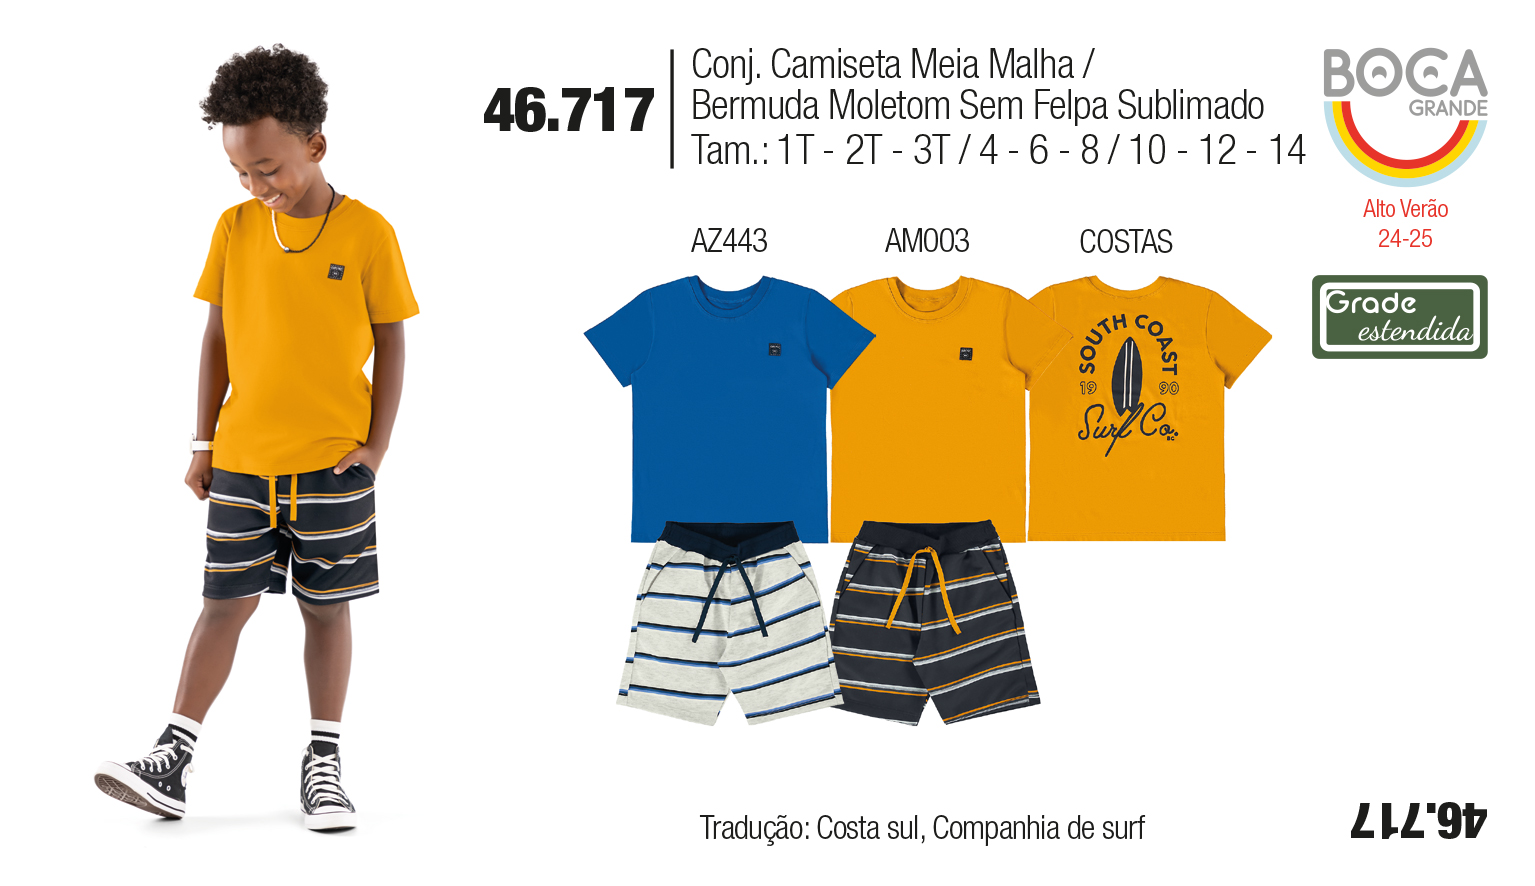 46.717
Conj. Camiseta Meia Malha /
Bermuda Moletom Sem Felpa Sublimado
Tam.: 1T - 2T - 3T / 4 - 6 - 8 / 10 - 12 - 14
BOCA
GRANDE
Alto Verão
24-25
Grade
estendida
AZ443
AM003
COSTAS
SOUTH COAST
19 90
Surf Co.
BG
Tradução: Costa sul, Companhia de surf
46.717